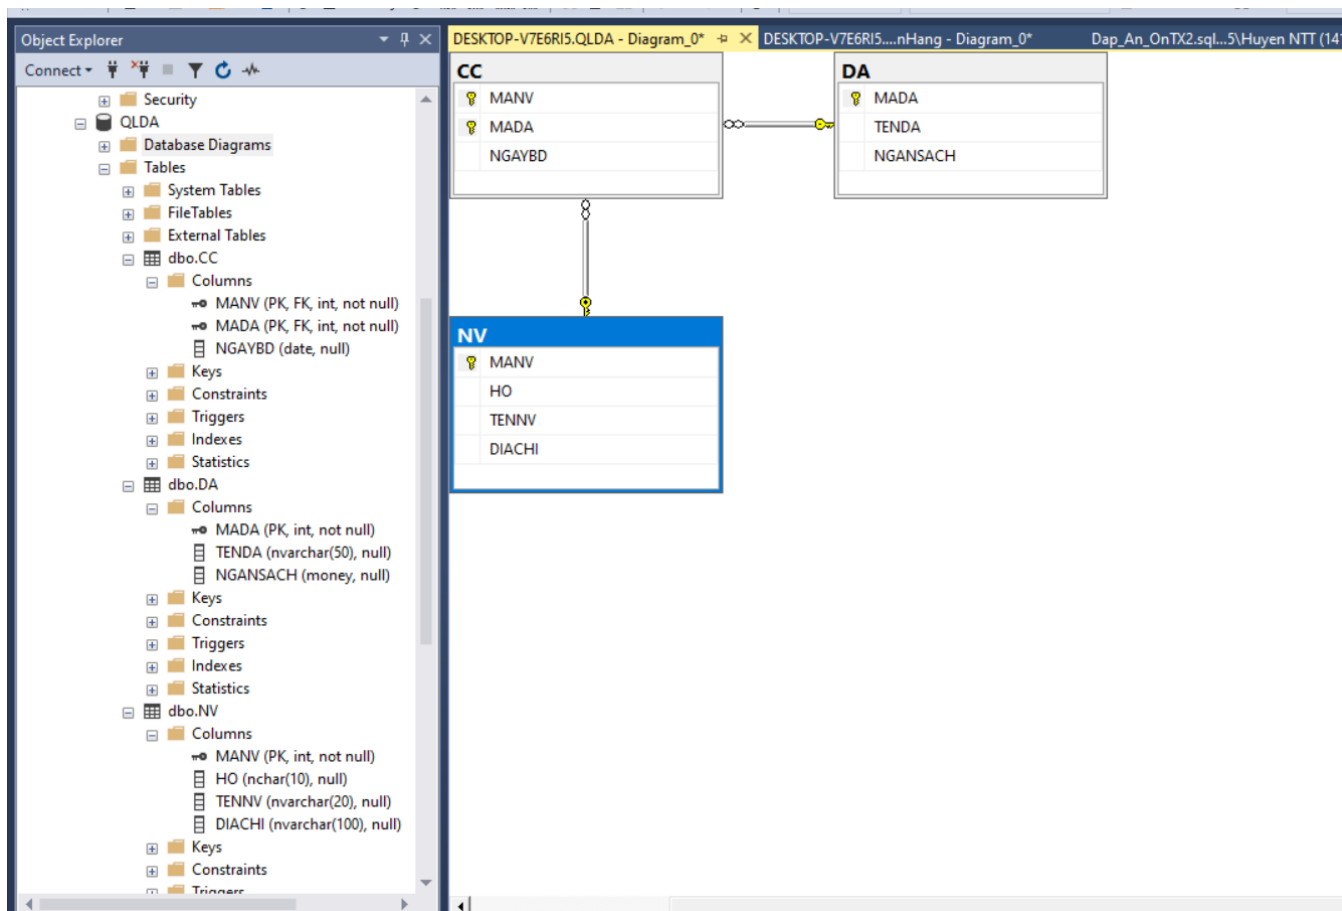 Object Explorer
Connect
Security
QLDA
Database Diagrams
Tables
System Tables
FileTables
External Tables
dbo.CC
Columns
MANV (PK, FK, int, not null)
MADA (PK, FK, int, not null)
NGAYBD (date, null)
Keys
Constraints
Triggers
Indexes
Statistics
dbo.DA
Columns
MADA (PK, int, not null)
TENDA (nvarchar(50), null)
NGANSACH (money, null)
Keys
Constraints
Triggers
Indexes
Statistics
dbo.NV
Columns
MANV (PK, int, not null)
HO (nchar(10), null)
TENNV (nvarchar(20), null)
DIACHI (nvarchar(100), null)
Keys
Constraints
Triggers
DESKTOP-V7E6RI5.QLDA - Diagram_0*
DESKTOP-V7E6RI5....nHang - Diagram_0*
Dap_An_OnTX2.sql...5\Huyen NTT (141
CC
MANV
MADA
NGAYBD
DA
MADA
TENDA
NGANSACH
NV
MANV
HO
TENNV
DIACHI